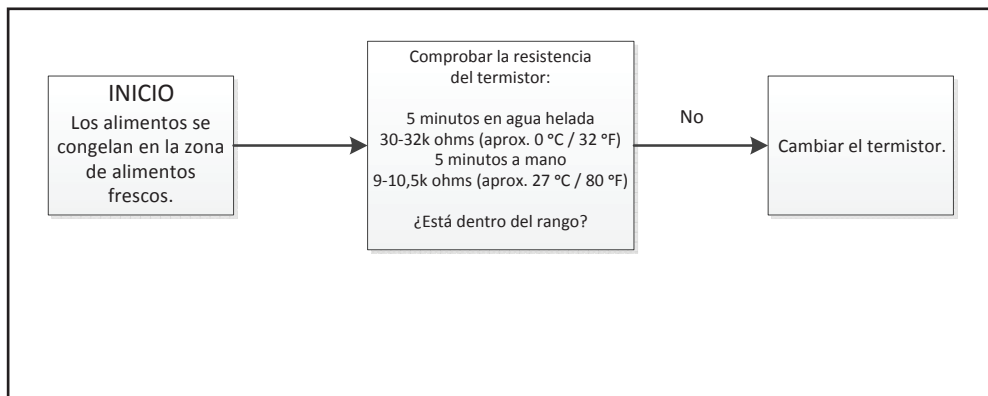 INICIO
Los alimentos se
congelan en la zona
de alimentos
frescos.
Comprobar la resistencia
del termistor:
5 minutos en agua helada
30-32k ohms (aprox. 0 °C / 32 °F)
5 minutos a mano
9-10,5k ohms (aprox. 27 °C / 80 °F)
¿Está dentro del rango?
No
Cambiar el termistor.